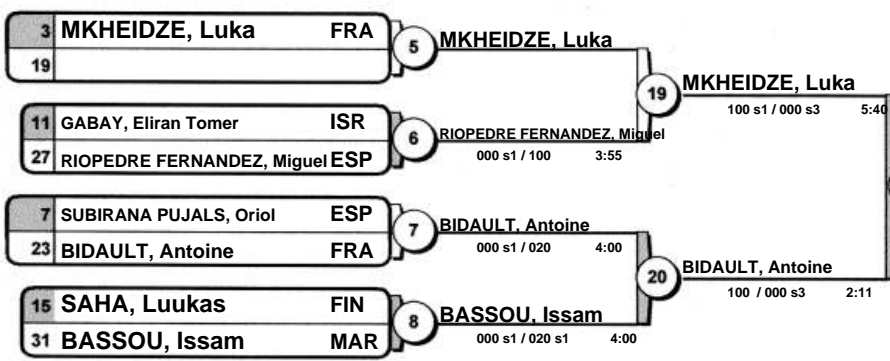 3 MKHEIDZE, Luka FRA
19
5 MKHEIDZE, Luka
11 GABAY, Eliran Tomer ISR
27 RIOPEDRE FERNANDEZ, Miguel ESP
6 RIOPEDRE FERNANDEZ, Miguel
000 s1 / 100 3:55
19 MKHEIDZE, Luka
100 s1 / 000 s3 5:40
7 SUBIRANA PUJALS, Oriol ESP
23 BIDAULT, Antoine FRA
7 BIDAULT, Antoine
000 s1 / 020 4:00
15 SAHA, Luukas FIN
31 BASSOU, Issam MAR
8 BASSOU, Issam
000 s1 / 020 s1 4:00
20 BIDAULT, Antoine
100 / 000 s3 2:11